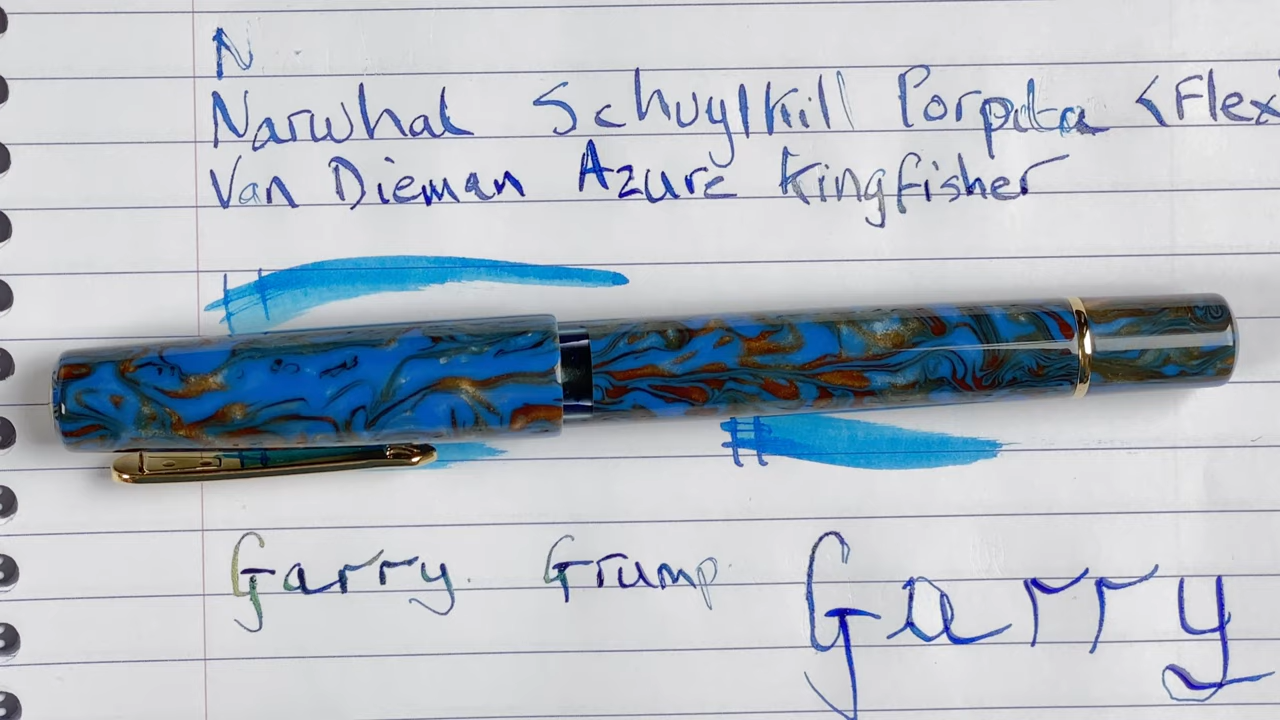 N
Narwhal Schuylkill Porpita <Flex
Van Dieman Azure Kingfisher
Garry. Grump Garry